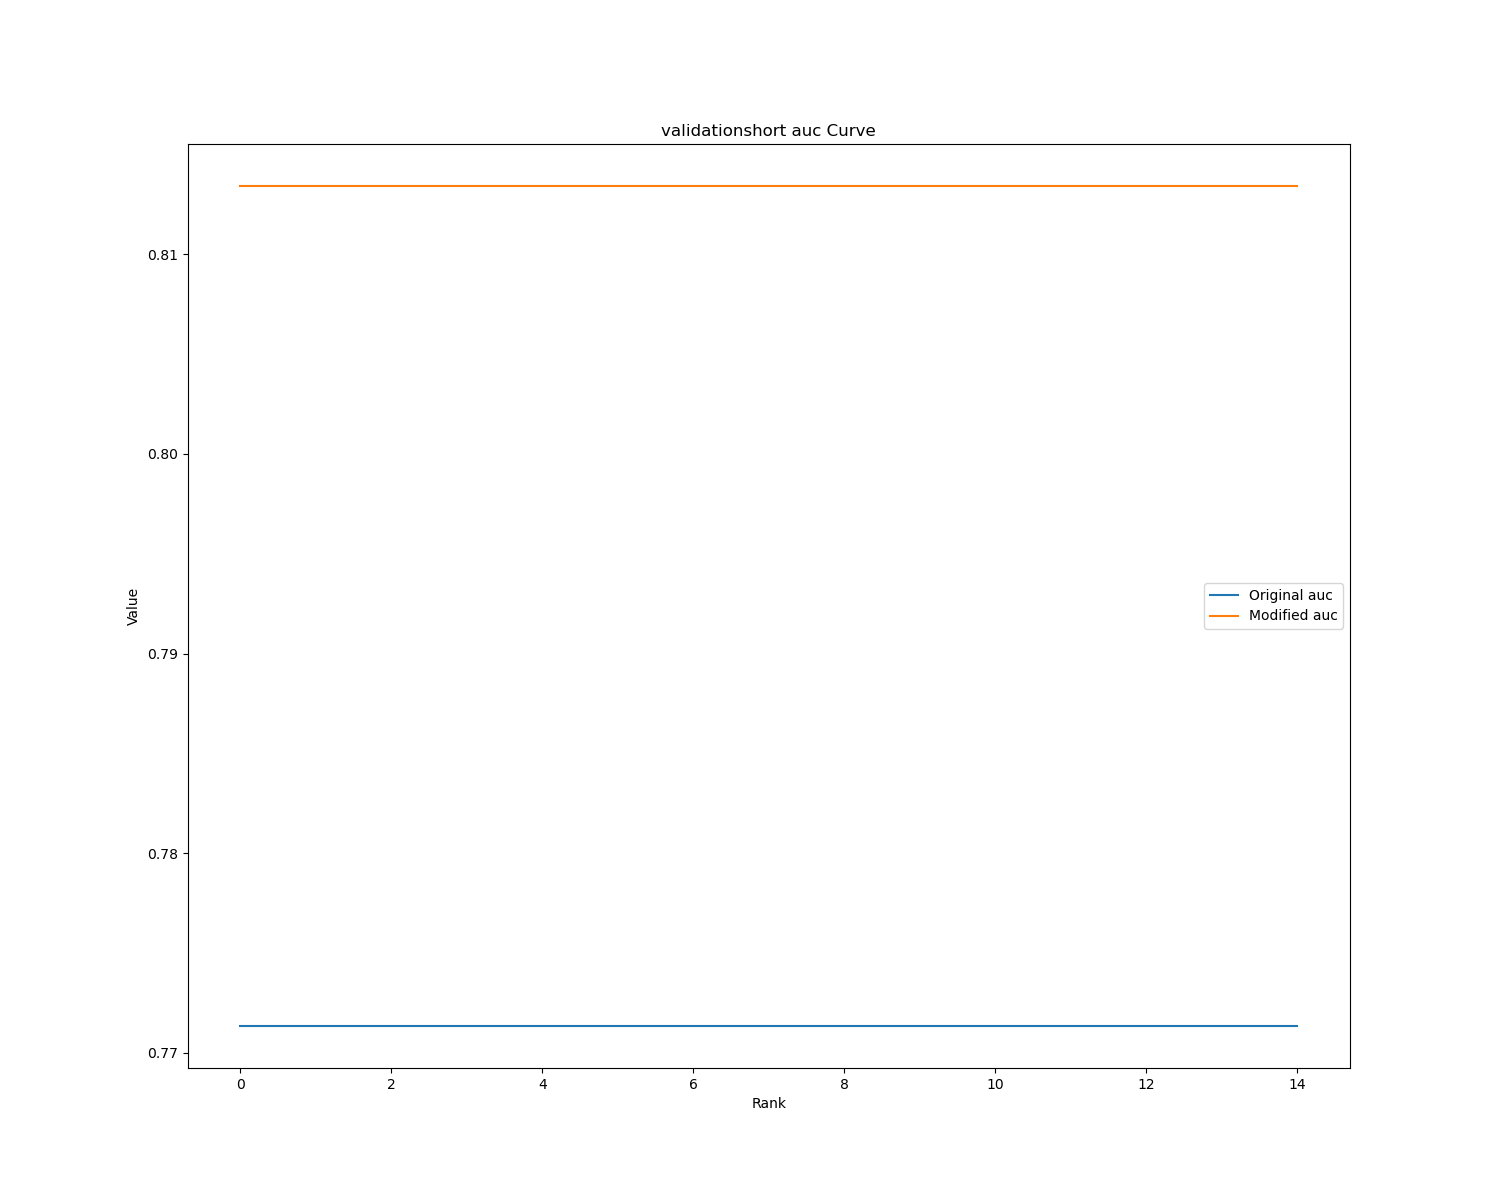 validationshort auc Curve
0.81
0.80
0.79
0.78
0.77
Value
Original auc
Modified auc
0 2 4 6 8 10 12 14
Rank